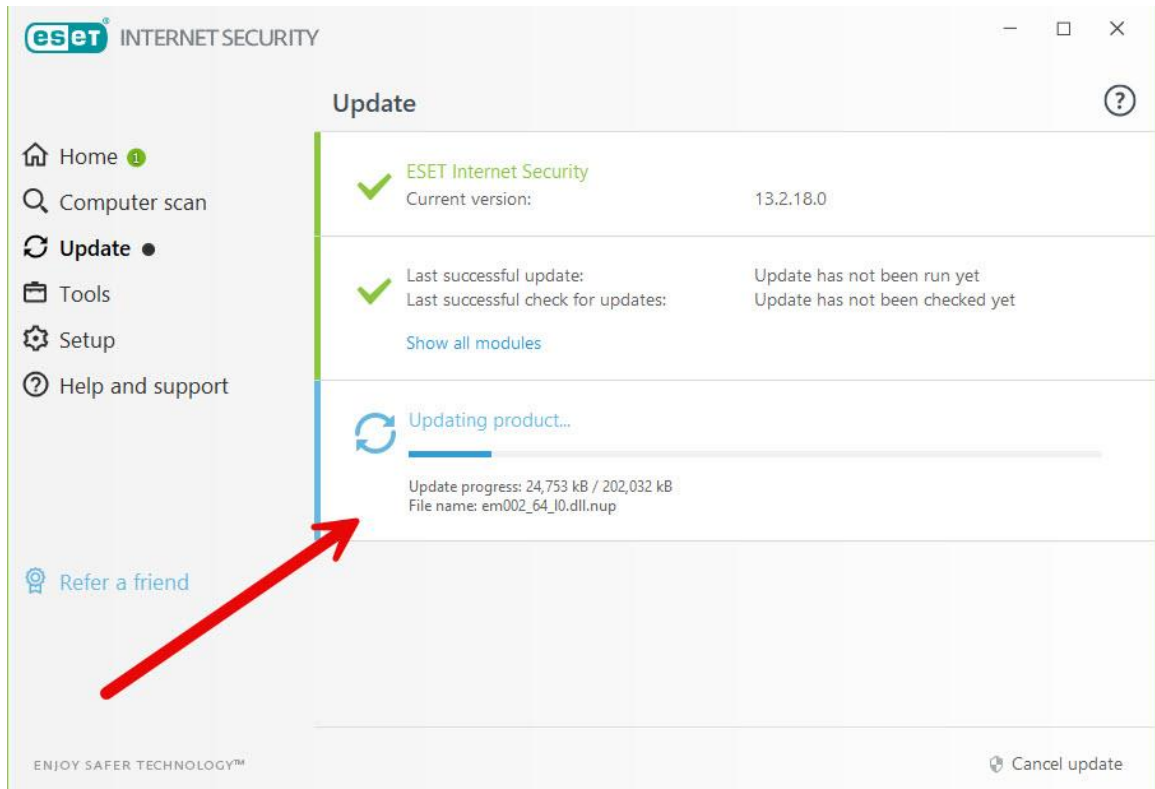 eseT® INTERNET SECURITY
Update
Home 1
Computer scan
Update
Tools
Setup
Help and support
Refer a friend
ESET Internet Security
Current version: 13.2.18.0
Last successful update: Update has not been run yet
Last successful check for updates: Update has not been checked yet
Show all modules
Updating product...
Update progress: 24,753 kB / 202,032 kB
File name: em002_64_l0.dll.nup
ENJOY SAFER TECHNOLOGY™
Cancel update